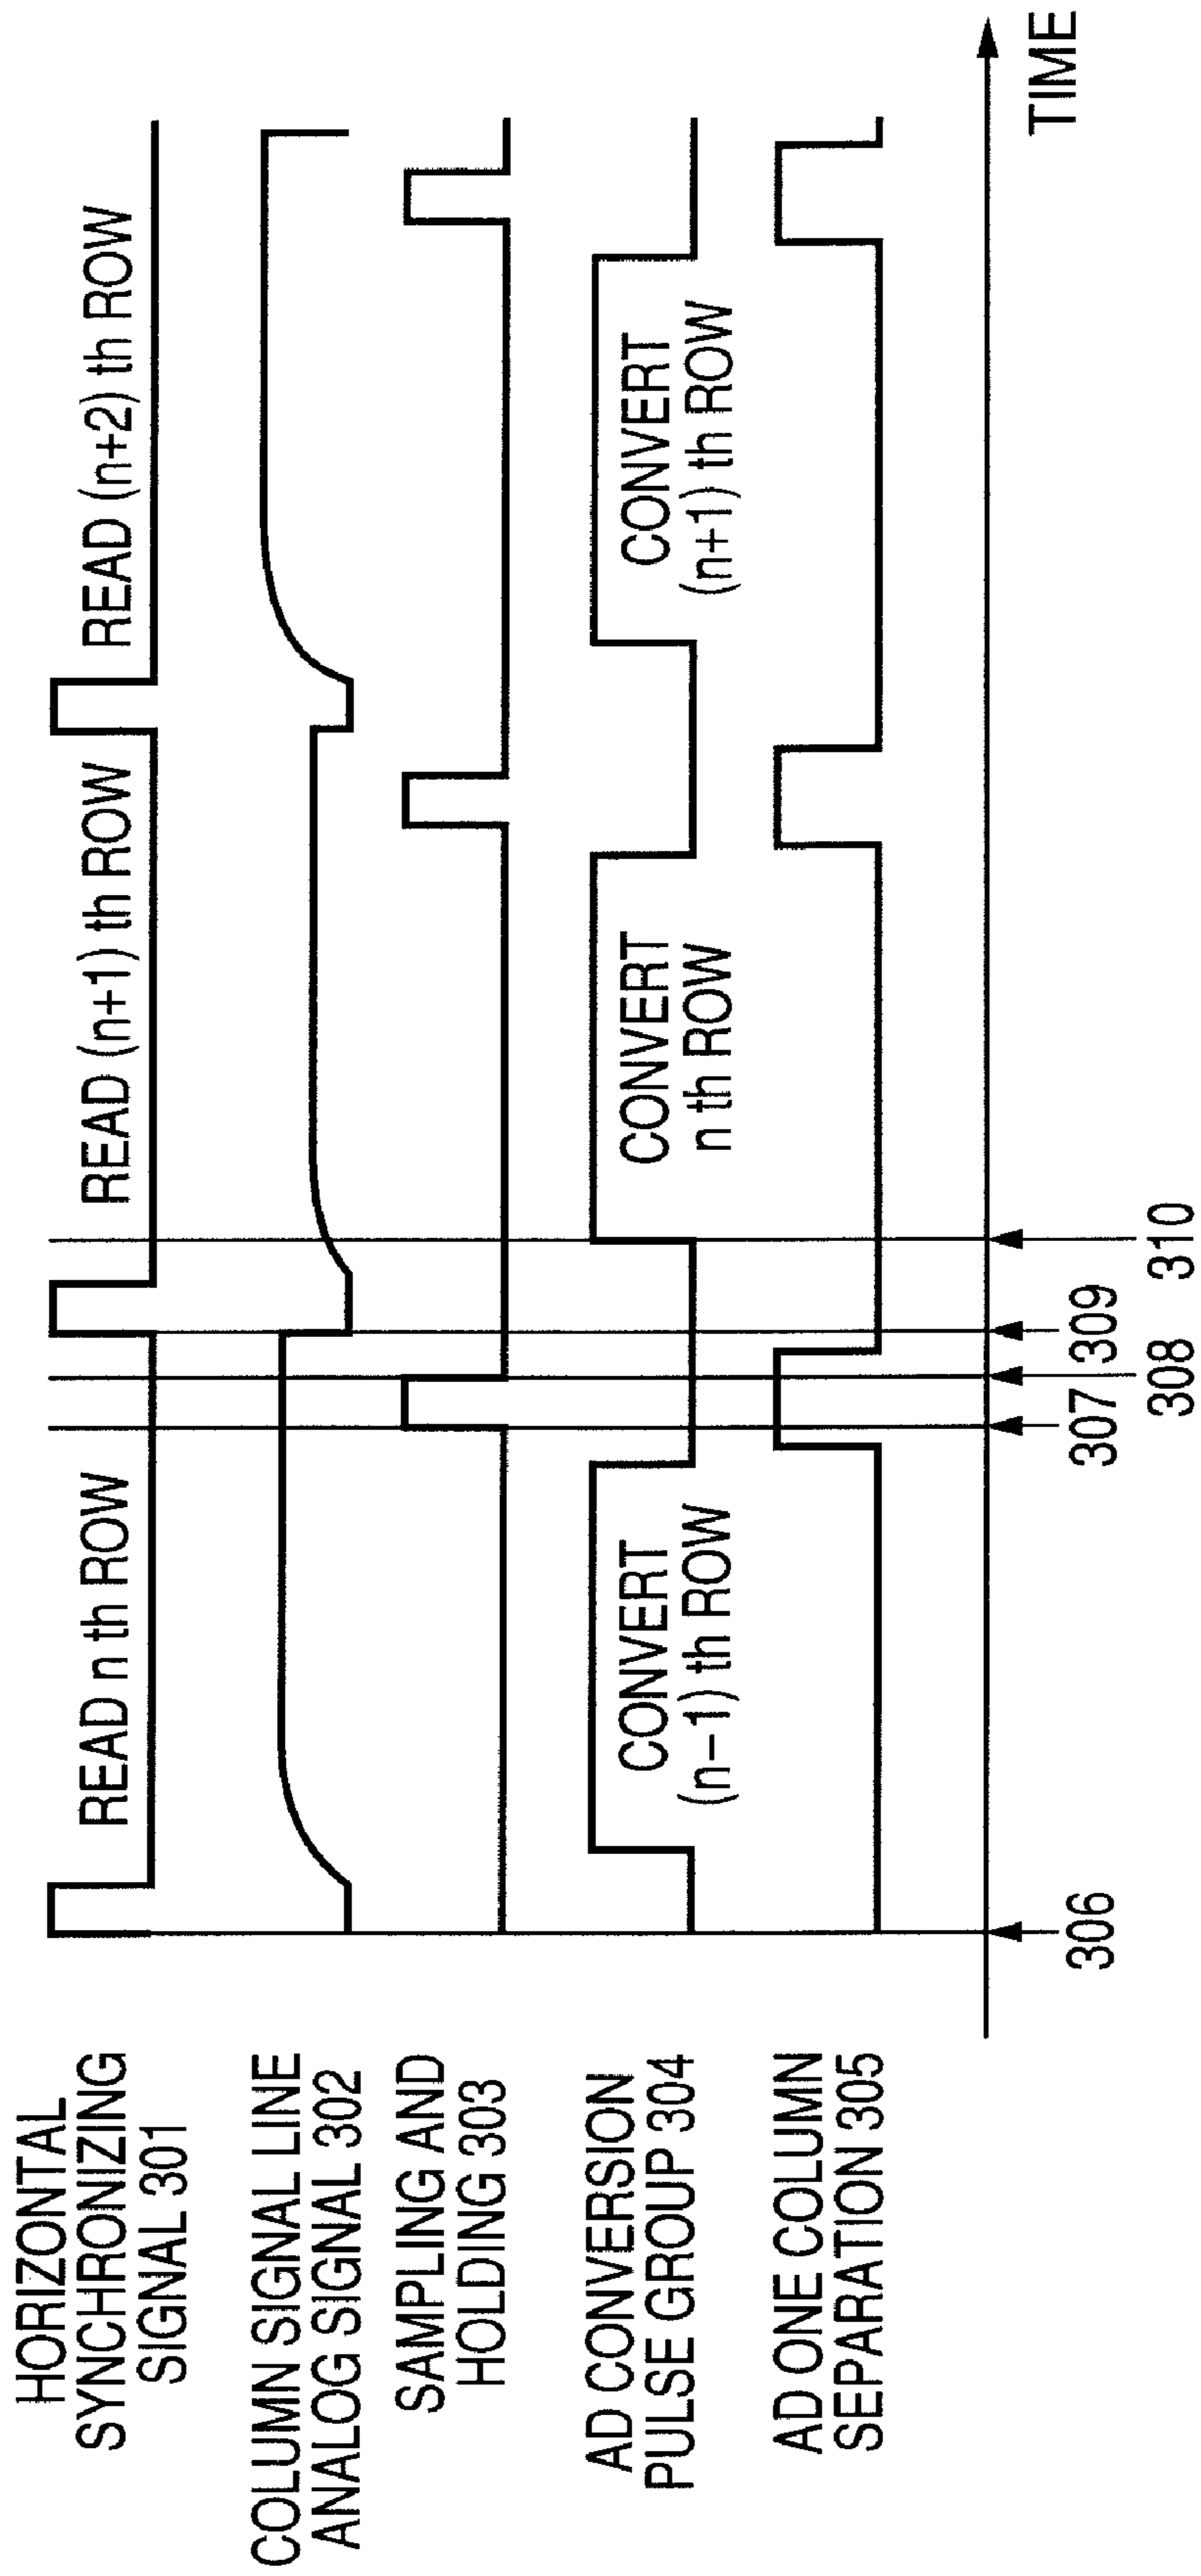 HORIZONTAL
SYNCHRONIZING
SIGNAL 301
READ n th ROW
READ (n+1) th ROW
READ (n+2) th ROW
COLUMN SIGNAL LINE
ANALOG SIGNAL 302
SAMPLING AND
HOLDING 303
AD CONVERSION
PULSE GROUP 304
CONVERT
(n−1) th ROW
CONVERT
n th ROW
CONVERT
(n+1) th ROW
AD ONE COLUMN
SEPARATION 305
TIME
306
307
309
308
310